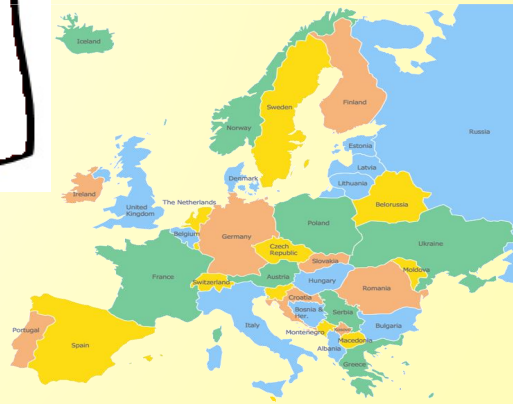 Iceland
Sweden
Finland
Norway
Russia
Estonia
Latvia
Denmark
Lithuania
Ireland
United
Kingdom
The Netherlands
Belorussia
Belgium
Germany
Poland
Czech
Republic
Ukraine
Slovakia
France
Switzerland
Austria
Hungary
Moldova
Romania
Croatia
Bosnia &
Her.
Serbia
Italy
Bulgaria
Montenegro
Macedonia
Albania
Greece
Portugal
Spain